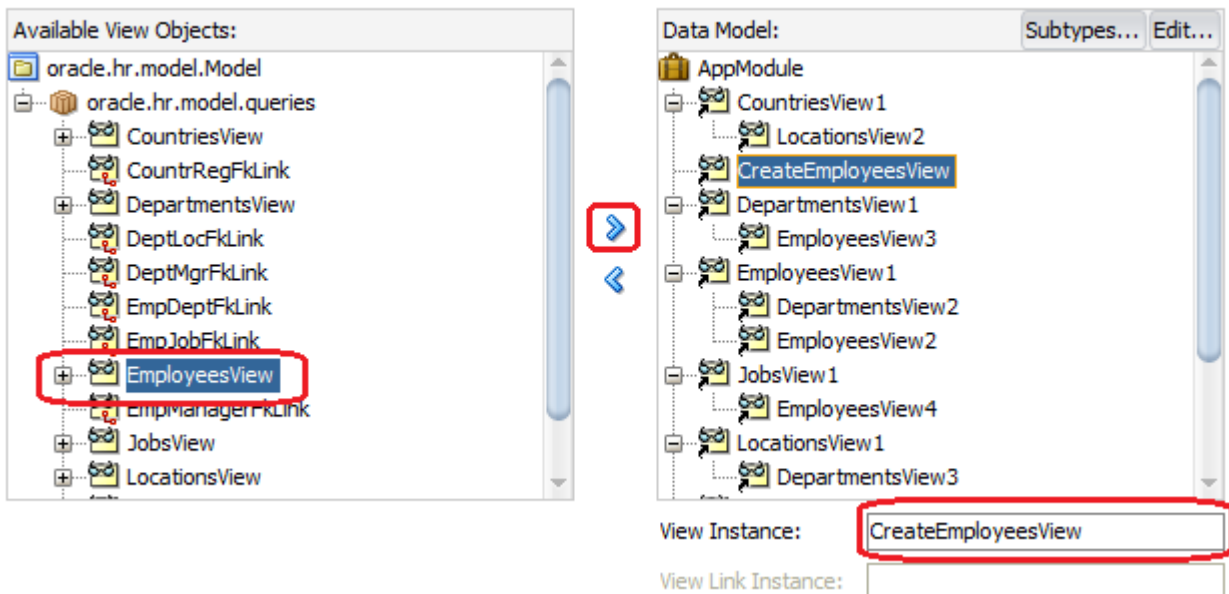 Available View Objects:
oracle.hr.model.Model
oracle.hr.model.queries
CountriesView
CountrRegFkLink
DepartmentsView
DeptLocFkLink
DeptMgrFkLink
EmpDeptFkLink
EmpJobFkLink
EmployeesView
EmpManagerFkLink
JobsView
LocationsView
Data Model:
Subtypes... Edit...
AppModule
CountriesView1
LocationsView2
CreateEmployeesView
DepartmentsView1
EmployeesView3
EmployeesView1
DepartmentsView2
EmployeesView2
JobsView1
EmployeesView4
LocationsView1
DepartmentsView3
View Instance: CreateEmployeesView
View Link Instance: